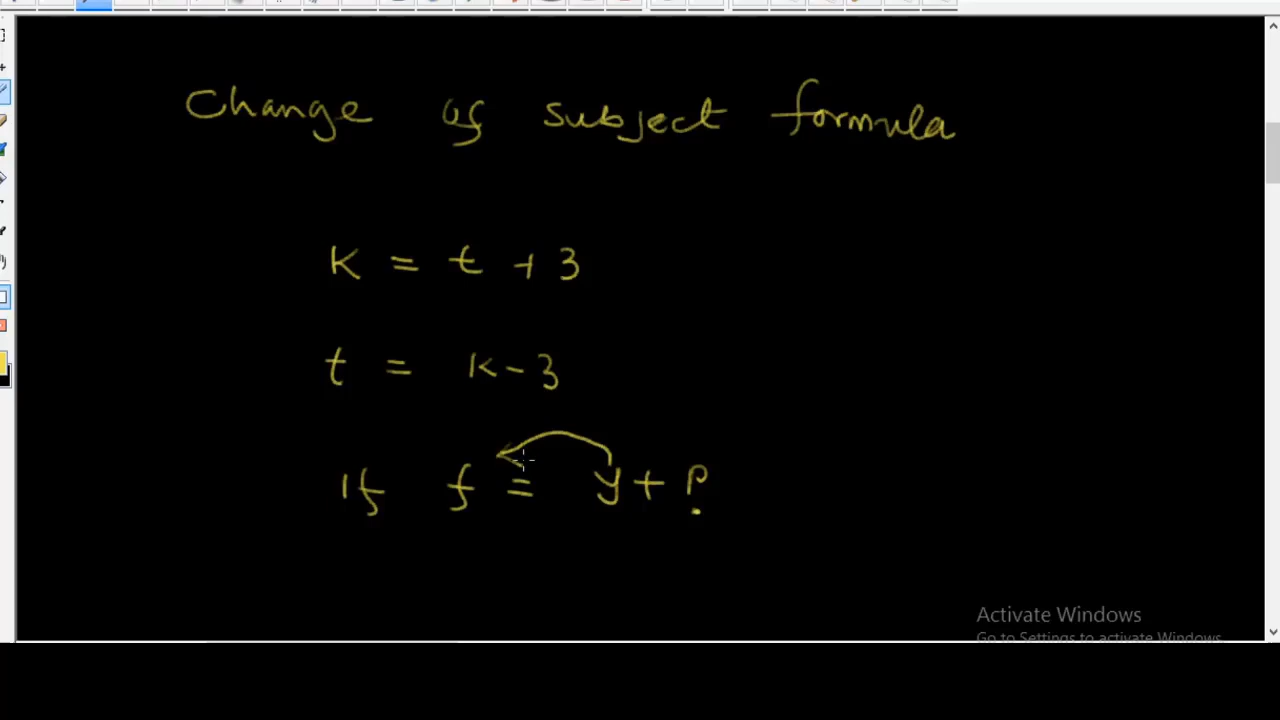 Change of subject formula
K = t + 3
t = K - 3
If f = y + P
Activate Windows
Go to Settings to activate Windows.